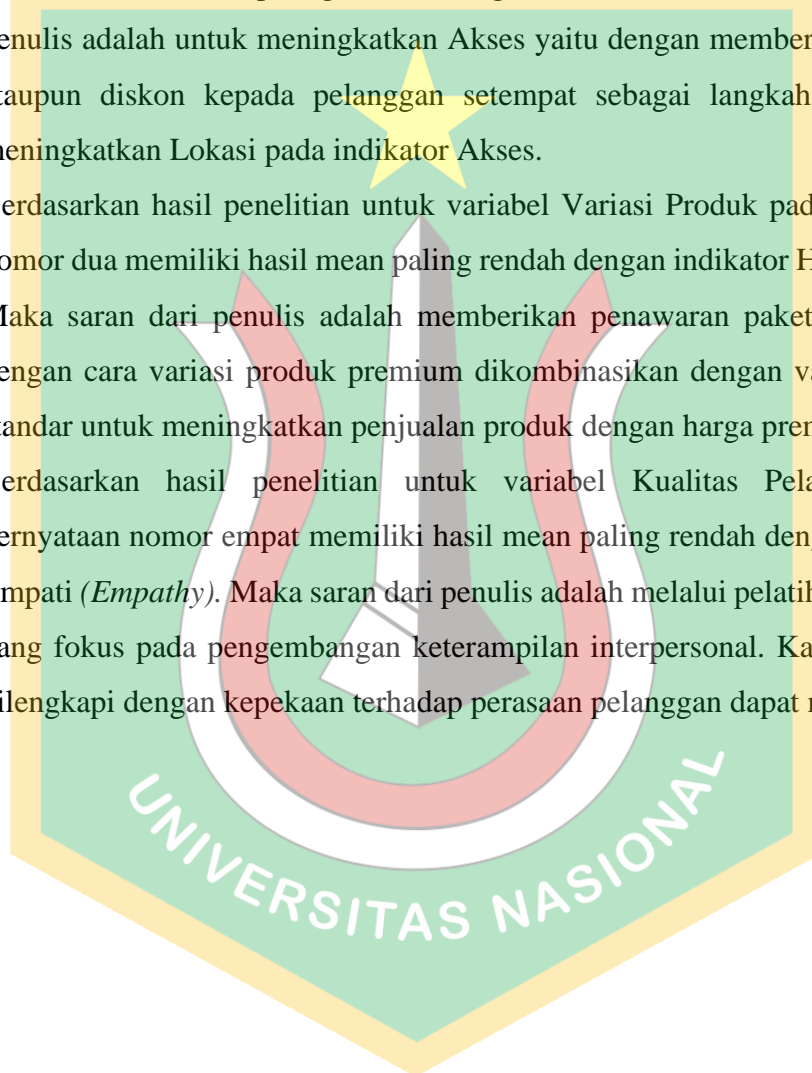 enulis adalah untuk meningkatkan Akses yaitu dengan member
taupun diskon kepada pelanggan setempat sebagai langkah
neningkatkan Lokasi pada indikator Akses.
erdasarkan hasil penelitian untuk variabel Variasi Produk pad
omor dua memiliki hasil mean paling rendah dengan indikator H
Maka saran dari penulis adalah memberikan penawaran paket
engan cara variasi produk premium dikombinasikan dengan va
tandar untuk meningkatkan penjualan produk dengan harga prer
erdasarkan hasil penelitian untuk variabel Kualitas Pela
ernyataan nomor empat memiliki hasil mean paling rendah deng
mpati (Empathy). Maka saran dari penulis adalah melalui pelatih
ang fokus pada pengembangan keterampilan interpersonal. Ka
ilengkapi dengan kepekaan terhadap perasaan pelanggan dapat r
UNIVERSITAS NASIONAL